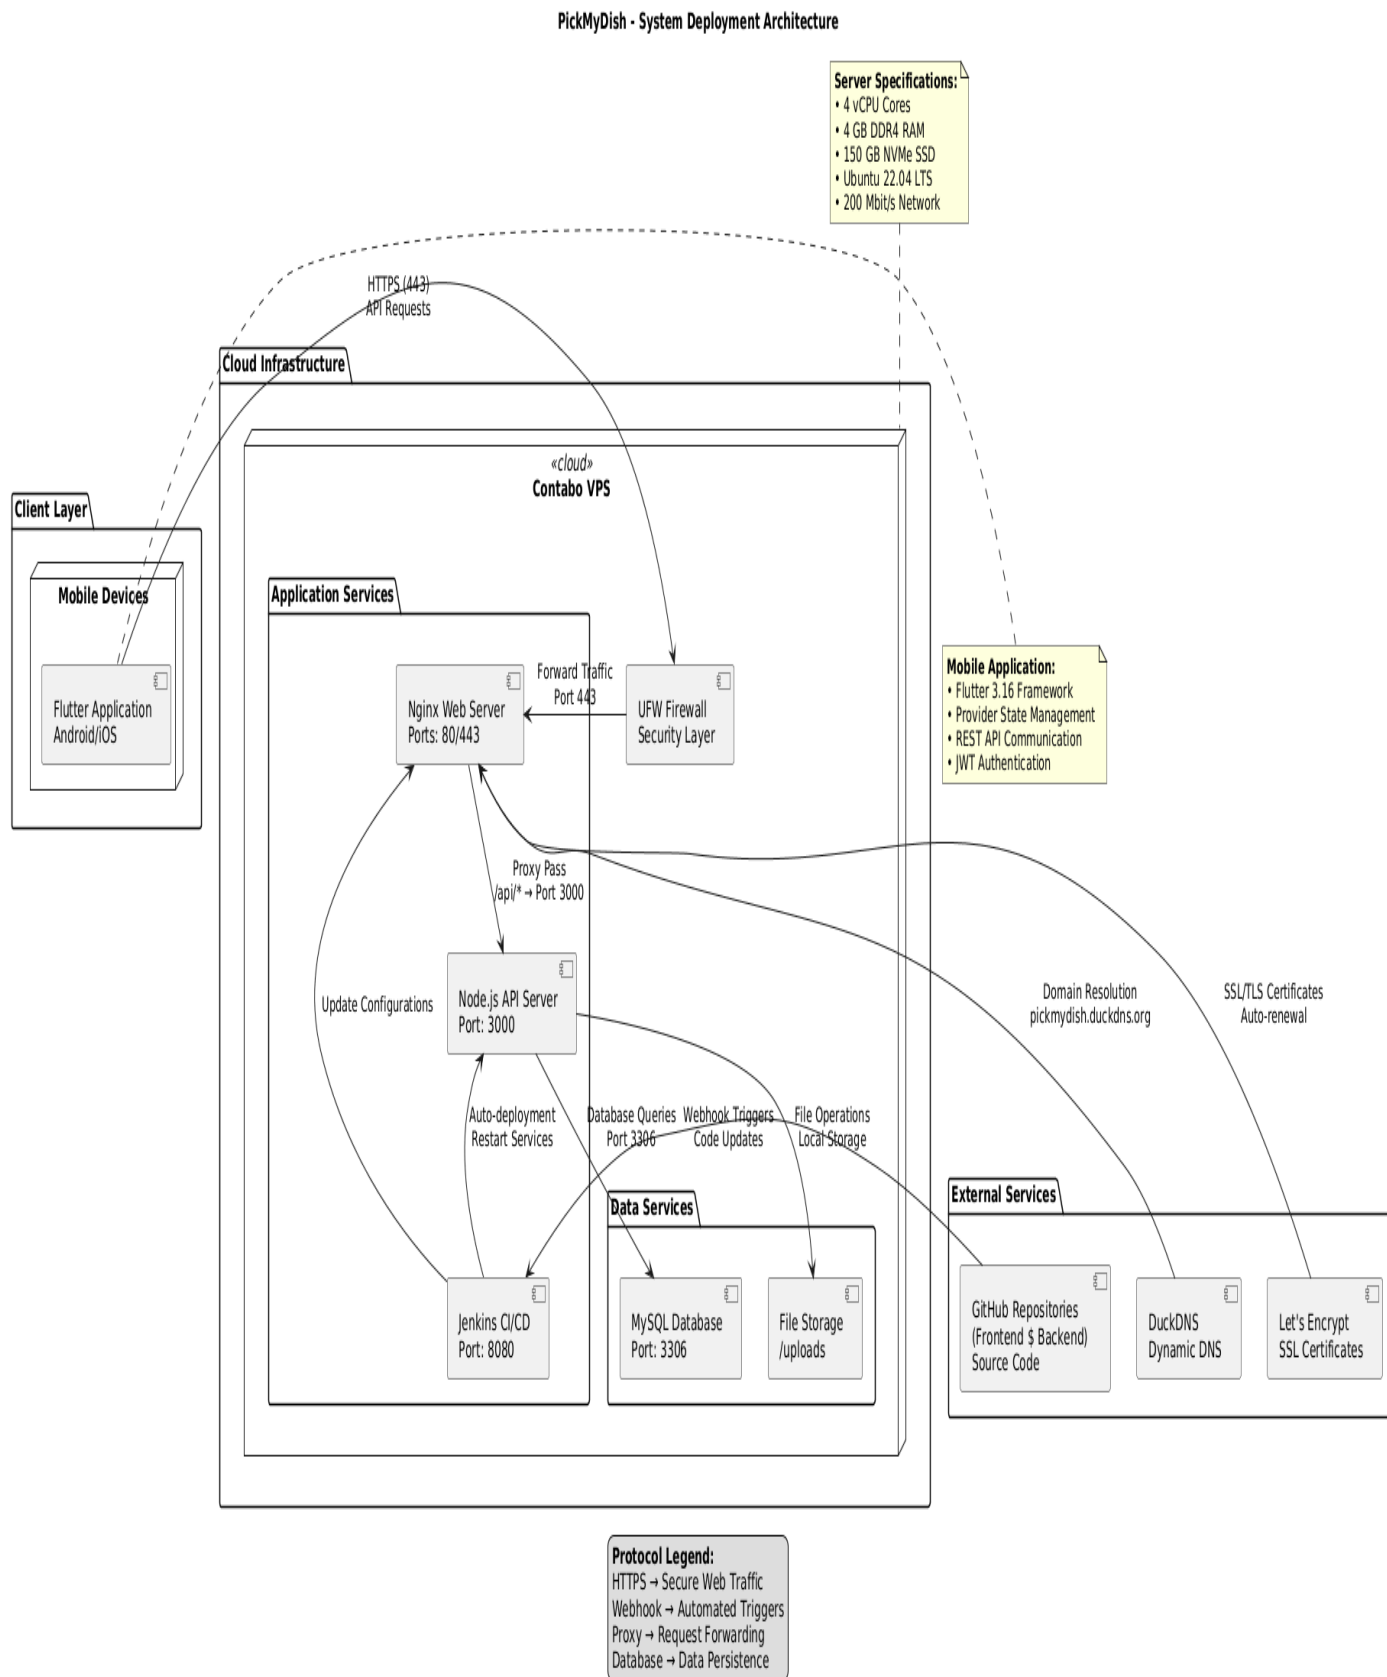 PickMyDish - System Deployment Architecture
Server Specifications:
• 4 vCPU Cores
• 4 GB DDR4 RAM
• 150 GB NVMe SSD
• Ubuntu 22.04 LTS
• 200 Mbit/s Network
HTTPS (443)
API Requests
Cloud Infrastructure
«cloud»
Contabo VPS
Client Layer
Mobile Devices
Flutter Application
Android/iOS
Application Services
Nginx Web Server
Ports: 80/443
Forward Traffic
Port 443
UFW Firewall
Security Layer
Mobile Application:
• Flutter 3.16 Framework
• Provider State Management
• REST API Communication
• JWT Authentication
Proxy Pass
/api/* → Port 3000
Node.js API Server
Port: 3000
Update Configurations
Domain Resolution
pickmydish.duckdns.org
SSL/TLS Certificates
Auto-renewal
Auto-deployment
Restart Services
Database Queries
Port 3306
Webhook Triggers
Code Updates
File Operations
Local Storage
Data Services
External Services
Jenkins CI/CD
Port: 8080
MySQL Database
Port: 3306
File Storage
/uploads
GitHub Repositories
(Frontend $ Backend)
Source Code
DuckDNS
Dynamic DNS
Let's Encrypt
SSL Certificates
Protocol Legend:
HTTPS → Secure Web Traffic
Webhook → Automated Triggers
Proxy → Request Forwarding
Database → Data Persistence